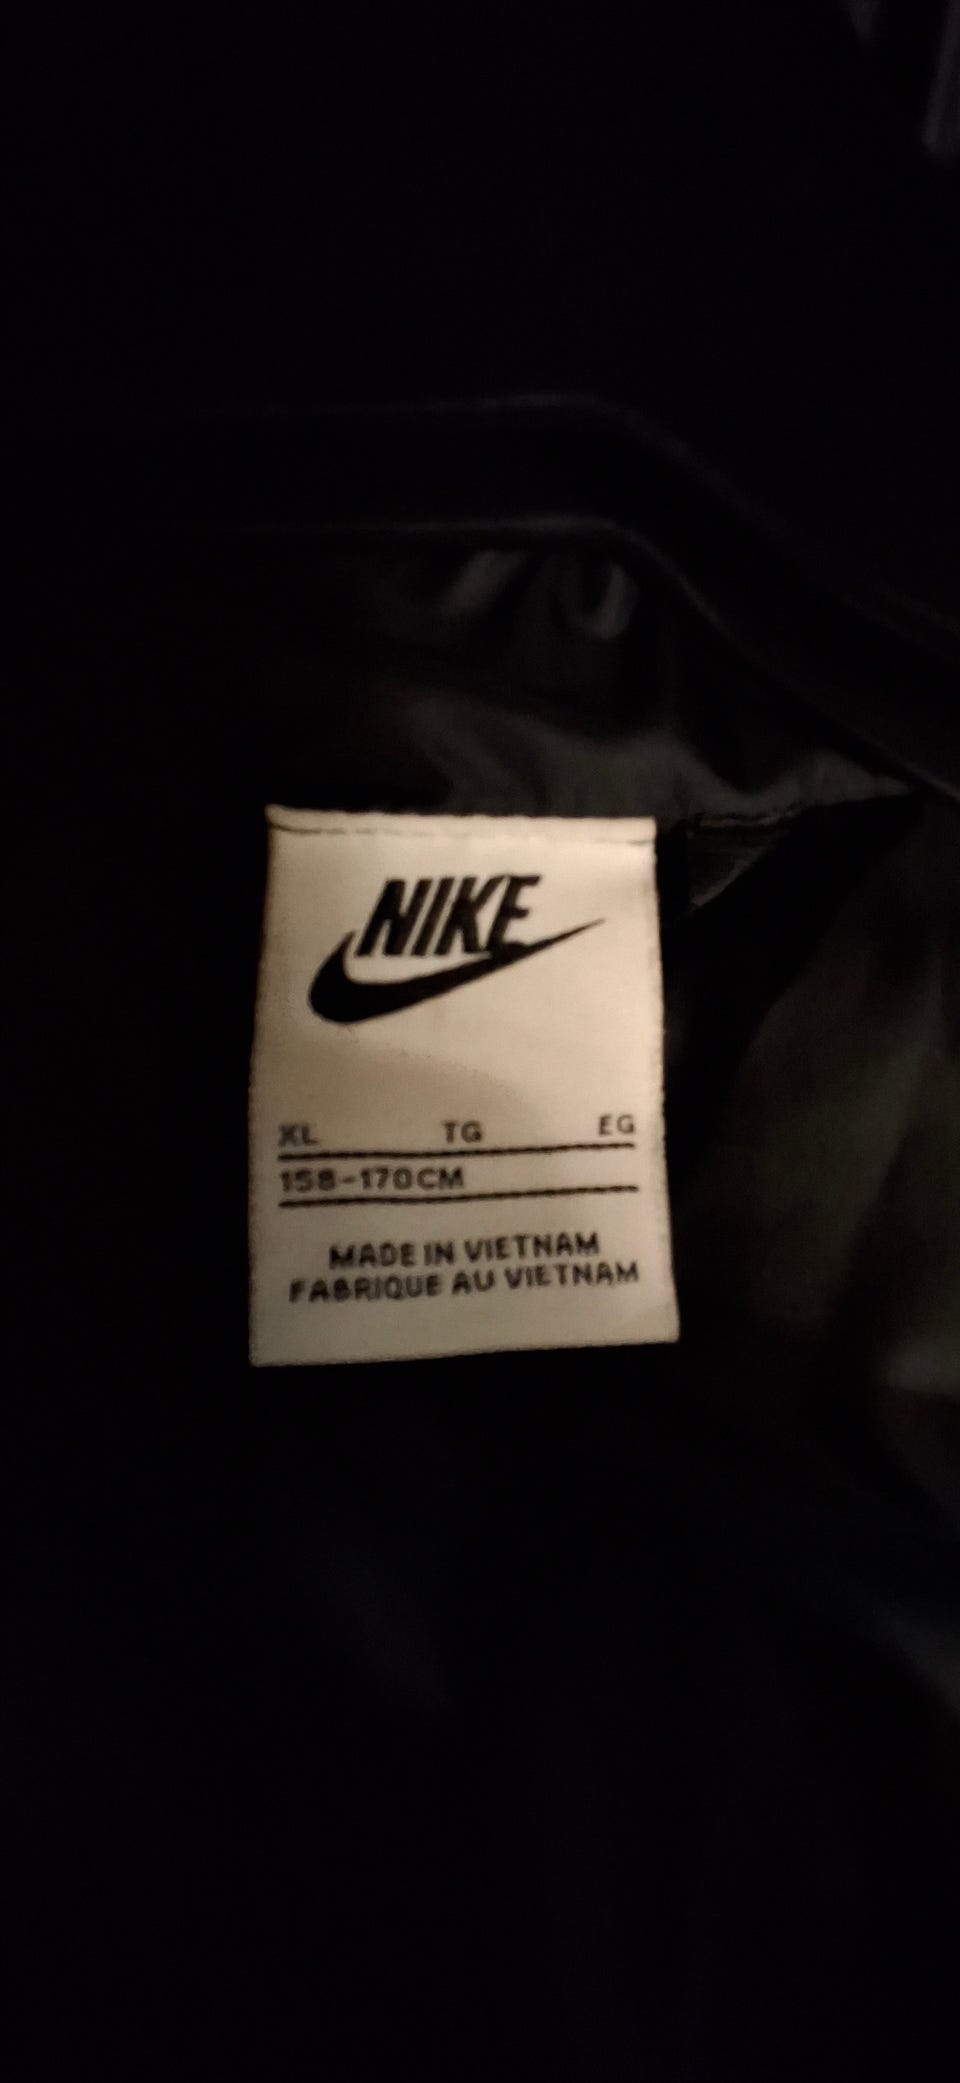 NIKE
XL TG EG
158-170CM
MADE IN VIETNAM
FABRIQUE AU VIETNAM